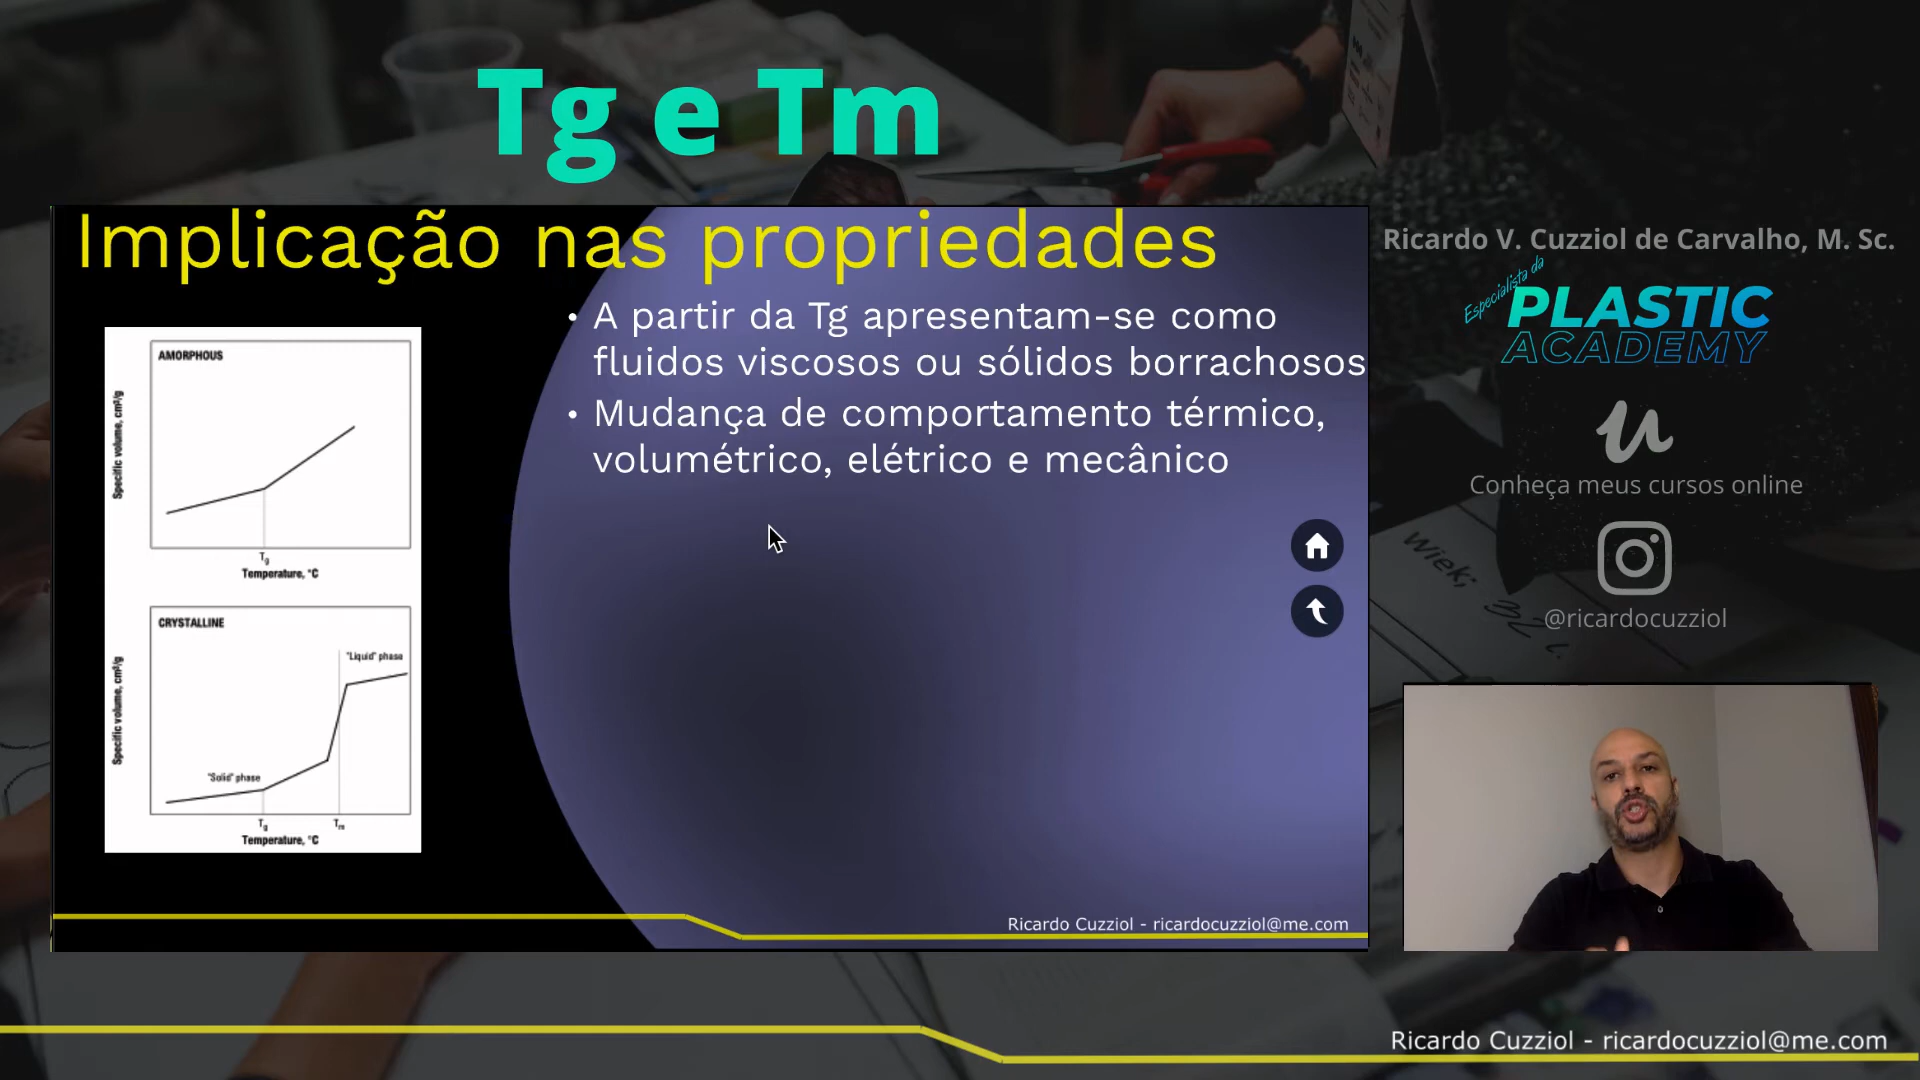 Tg e Tm
Implicação nas propriedades
• A partir da Tg apresentam-se como
fluidos viscosos ou sólidos borrachosos
• Mudança de comportamento térmico,
volumétrico, elétrico e mecânico
AMORPHOUS
Specific volume, cm³/g
Tg
Temperature, °C
CRYSTALLINE
"Liquid" phase
Specific volume, cm³/g
"Solid" phase
Tg Tm
Temperature, °C
Ricardo Cuzziol - ricardocuzziol@me.com
Ricardo V. Cuzziol de Carvalho, M. Sc.
Especialista da
PLASTIC
ACADEMY
Conheça meus cursos online
@ricardocuzziol
Wiek;
Ricardo Cuzziol - ricardocuzziol@me.com